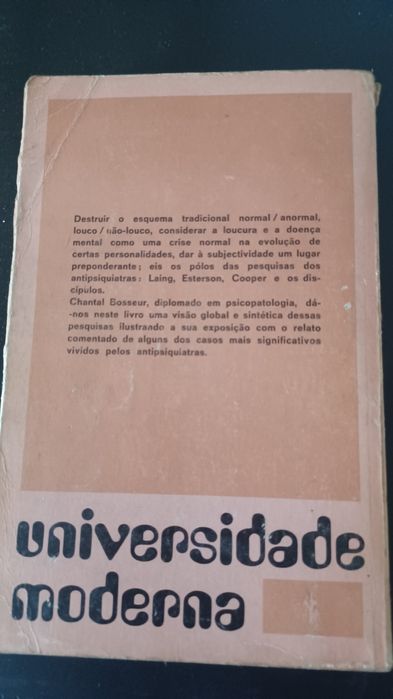 Destruir o esquema tradicional normal/anormal,
louco/não-louco, considerar a loucura e a doença
mental como uma crise normal na evolução de
certas personalidades, dar à subjectividade um lugar
preponderante; eis os pólos das pesquisas dos
antipsiquiatras: Laing, Esterson, Cooper e os dis-
cípulos.
Chantal Bosseur, diplomado em psicopatologia, dá-
-nos neste livro uma visão global e sintética dessas
pesquisas ilustrando a sua exposição com o relato
comentado de alguns dos casos mais significativos
vividos pelos antipsiquiatras.
universidade
moderna